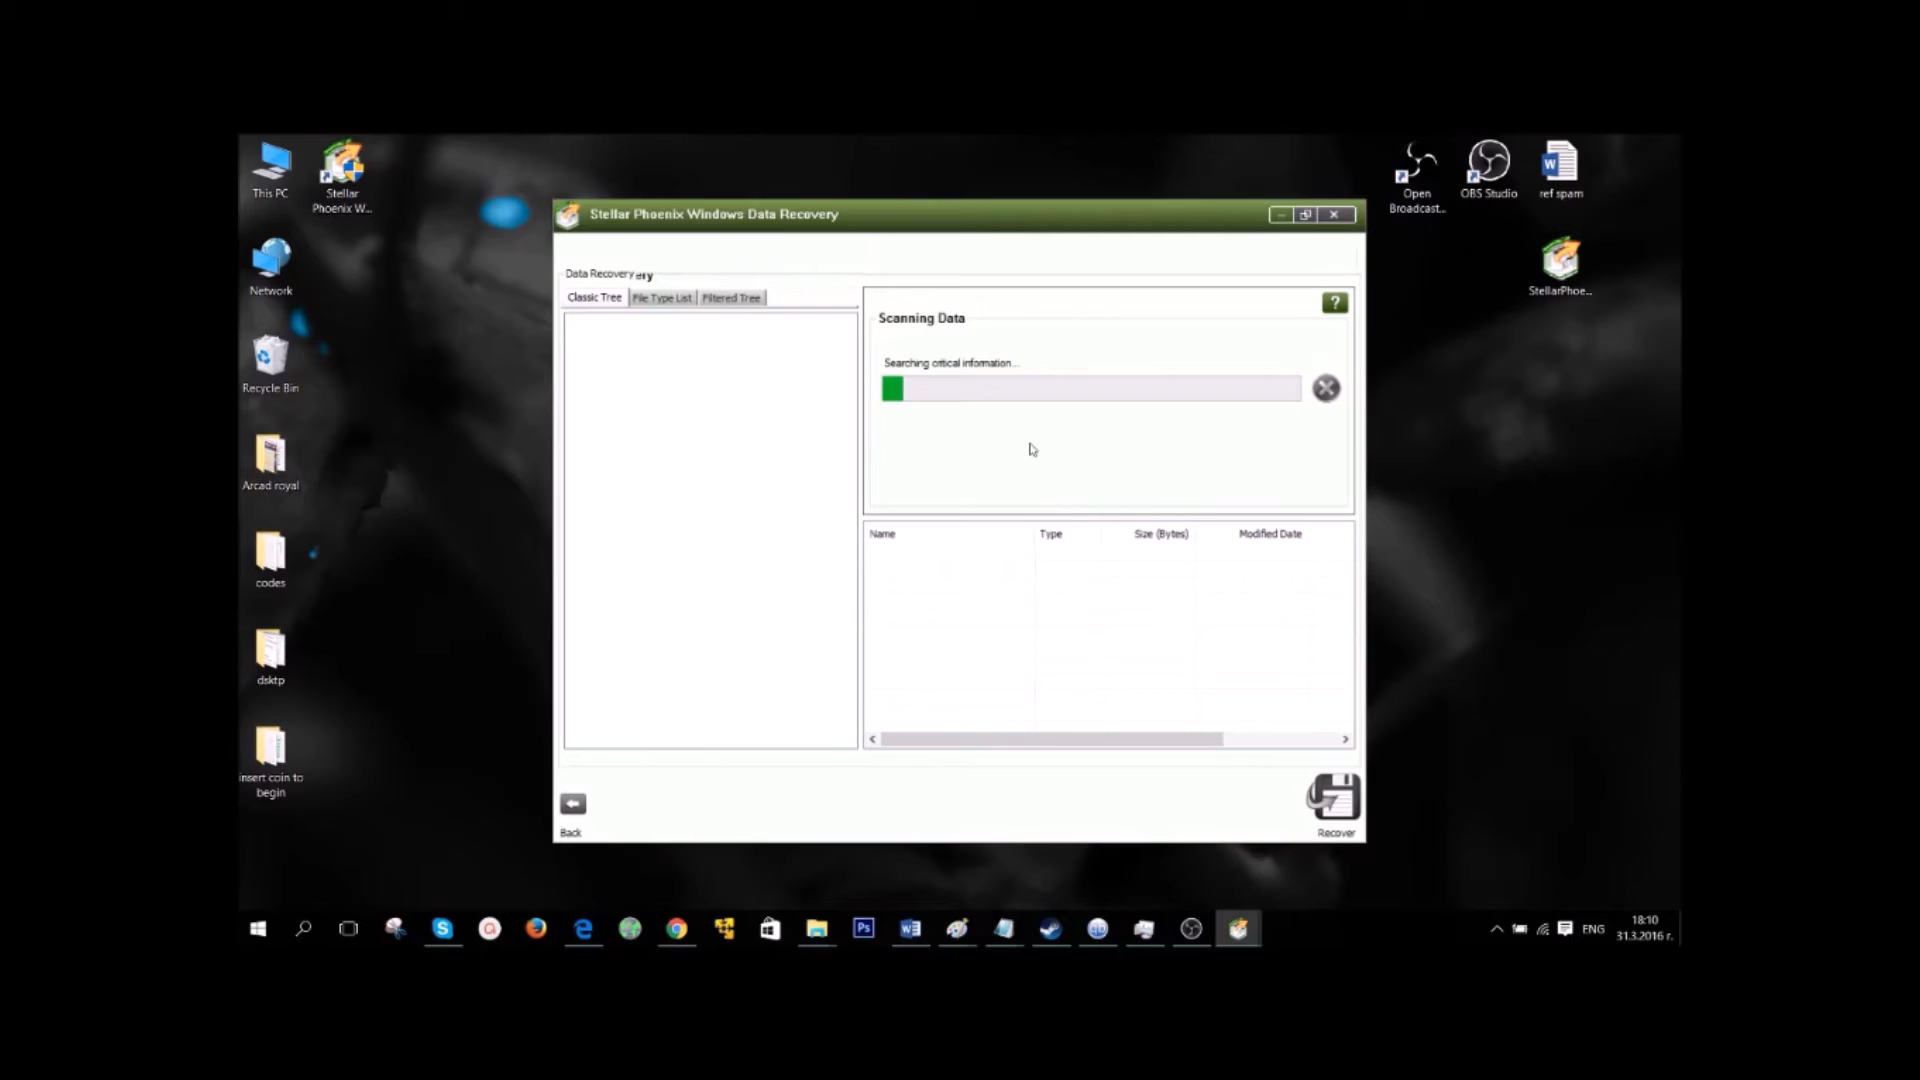 This PC
Stellar
Phoenix W...
Network
Recycle Bin
Arcad royal
codes
dsktp
insert coin to
begin
Open
Broadcast...
OBS Studio
ref spam
StellarPhoe...
Stellar Phoenix Windows Data Recovery
Data Recovery
ery
Classic Tree
File Type List
Filtered Tree
?
Scanning Data
Searching critical information...
Name
Type
Size (Bytes)
Modified Date
Back
Recover
Ps
ENG
18:10
31.3.2016 г.